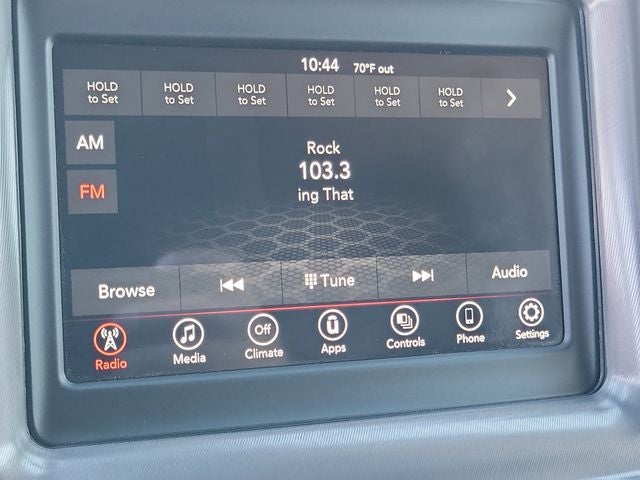 10:44 70°F out
HOLD to Set HOLD to Set HOLD to Set HOLD to Set HOLD to Set HOLD to Set
AM
Rock
103.3
FM
ing That
Browse Tune Audio
Radio Media Off Climate Apps Controls Phone Settings